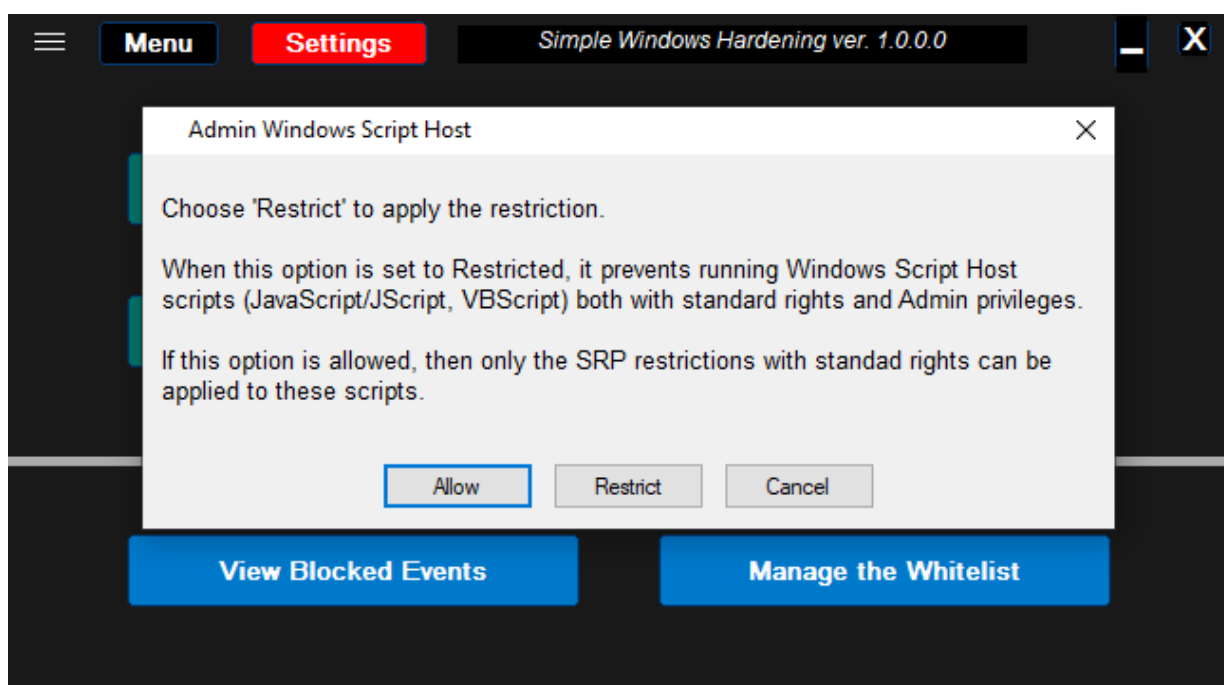 Menu
Settings
Simple Windows Hardening ver. 1.0.0.0
X
Admin Windows Script Host
Choose 'Restrict' to apply the restriction.
When this option is set to Restricted, it prevents running Windows Script Host
scripts (JavaScript/JScript, VBScript) both with standard rights and Admin privileges.
If this option is allowed, then only the SRP restrictions with standad rights can be
applied to these scripts.
Allow
Restrict
Cancel
View Blocked Events
Manage the Whitelist